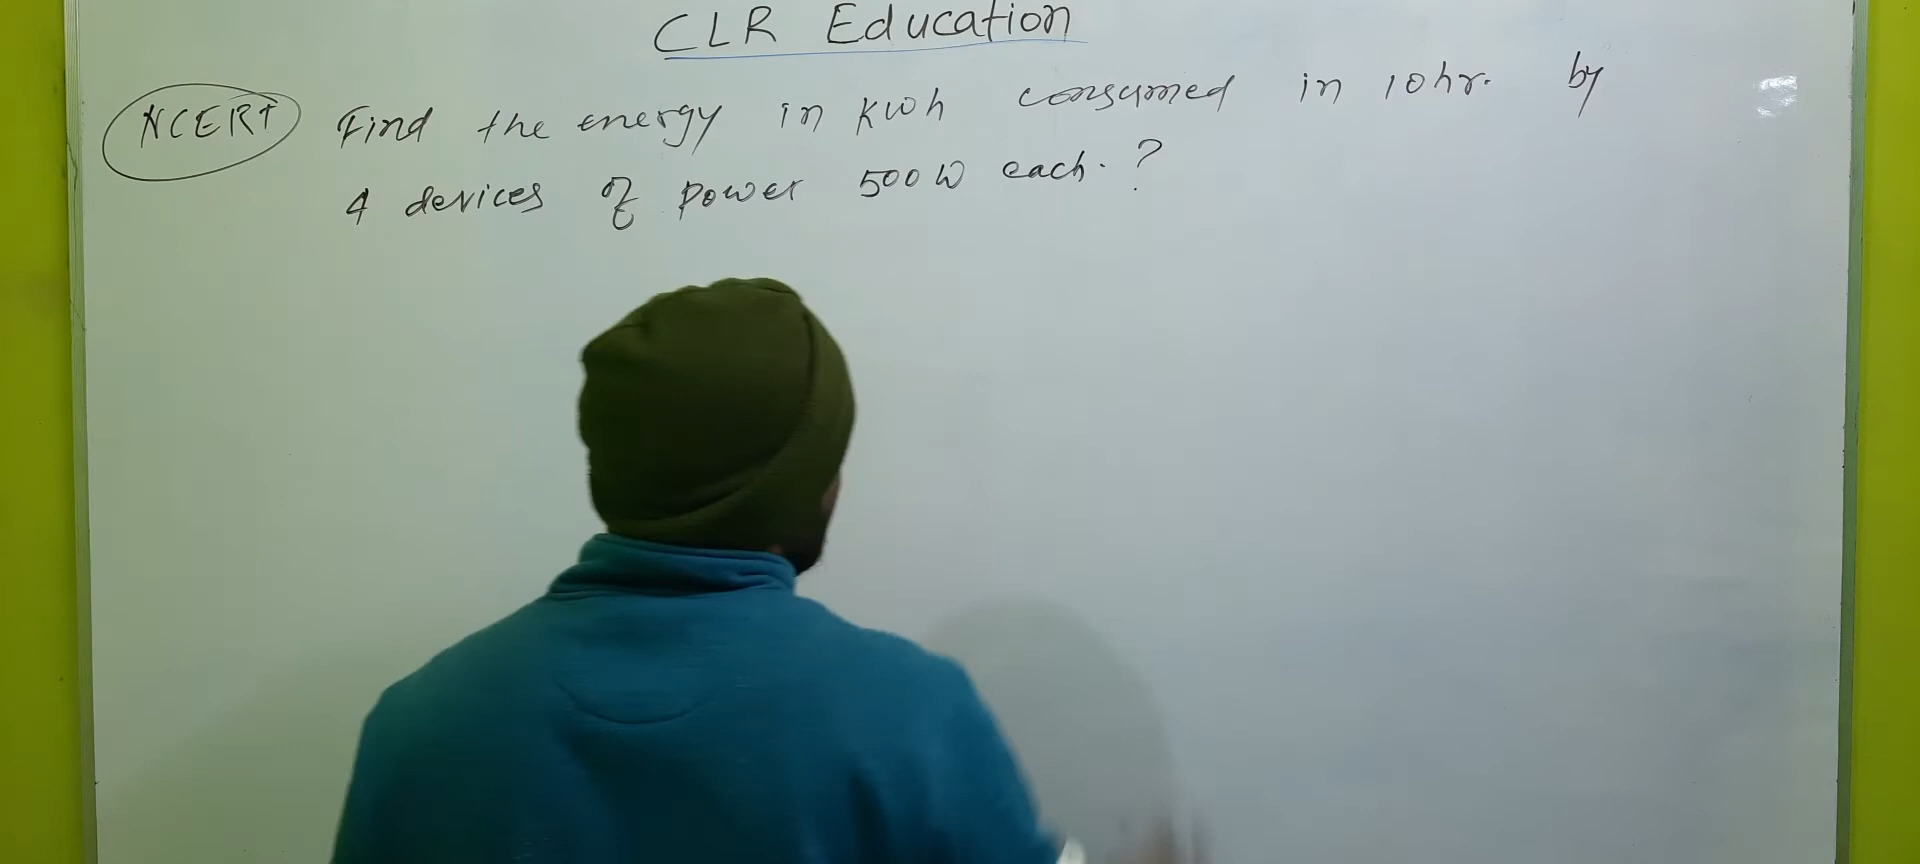 CLR Education
NCERT Find the energy in kwh consumed in 10hr. by
4 devices of power 500W each. ?